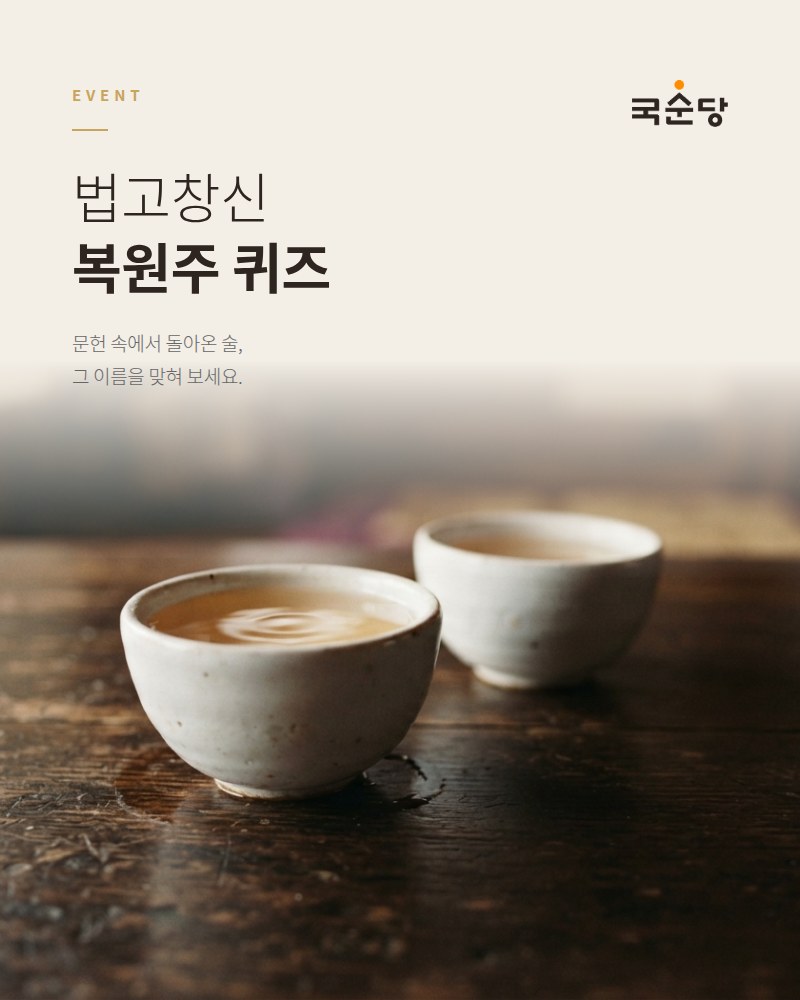 EVENT
국순당
법고창신
복원주 퀴즈
문헌 속에서 돌아온 술,
그 이름을 맞혀 보세요.